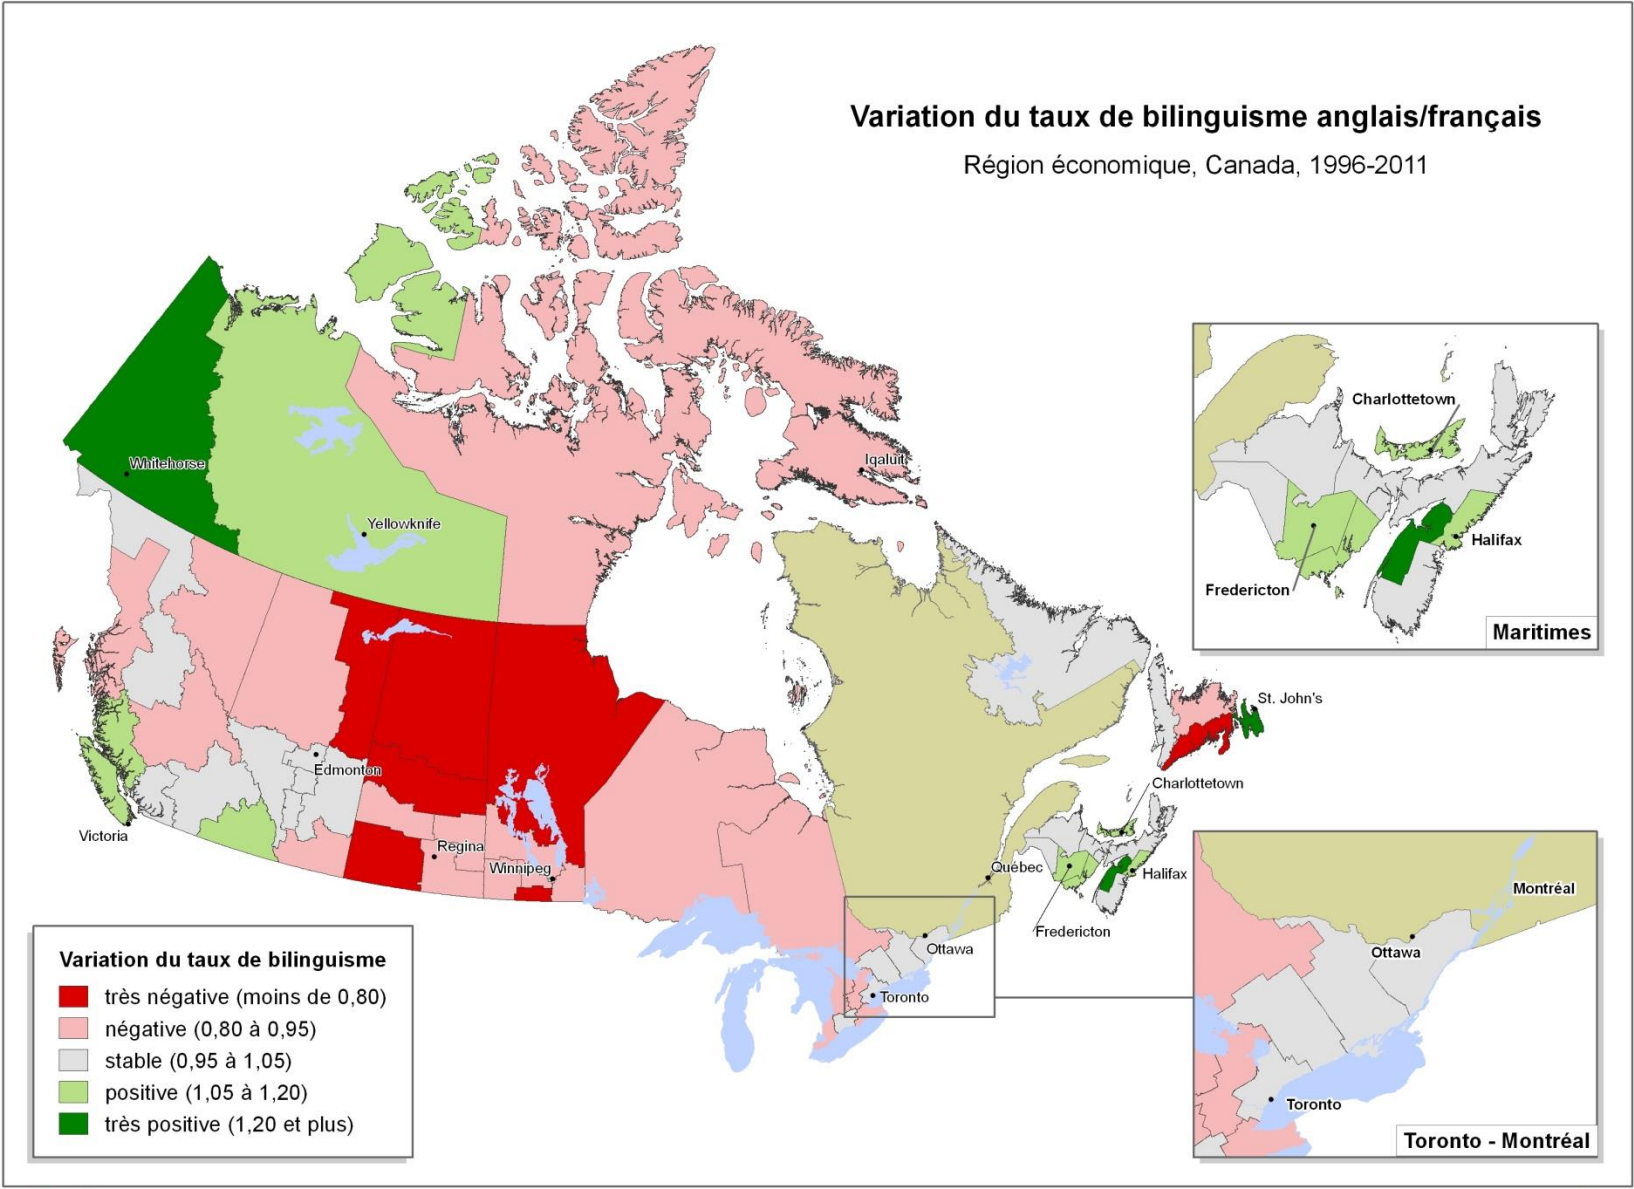 Variation du taux de bilinguisme anglais/français
Région économique, Canada, 1996-2011
Whitehorse
Yellowknife
Iqaluit
Edmonton
Victoria
Regina
Winnipeg
St. John's
Charlottetown
Québec
Halifax
Fredericton
Ottawa
Toronto
Charlottetown
Halifax
Fredericton
Maritimes
Montréal
Ottawa
Toronto
Toronto - Montréal
Variation du taux de bilinguisme
très négative (moins de 0,80)
négative (0,80 à 0,95)
stable (0,95 à 1,05)
positive (1,05 à 1,20)
très positive (1,20 et plus)